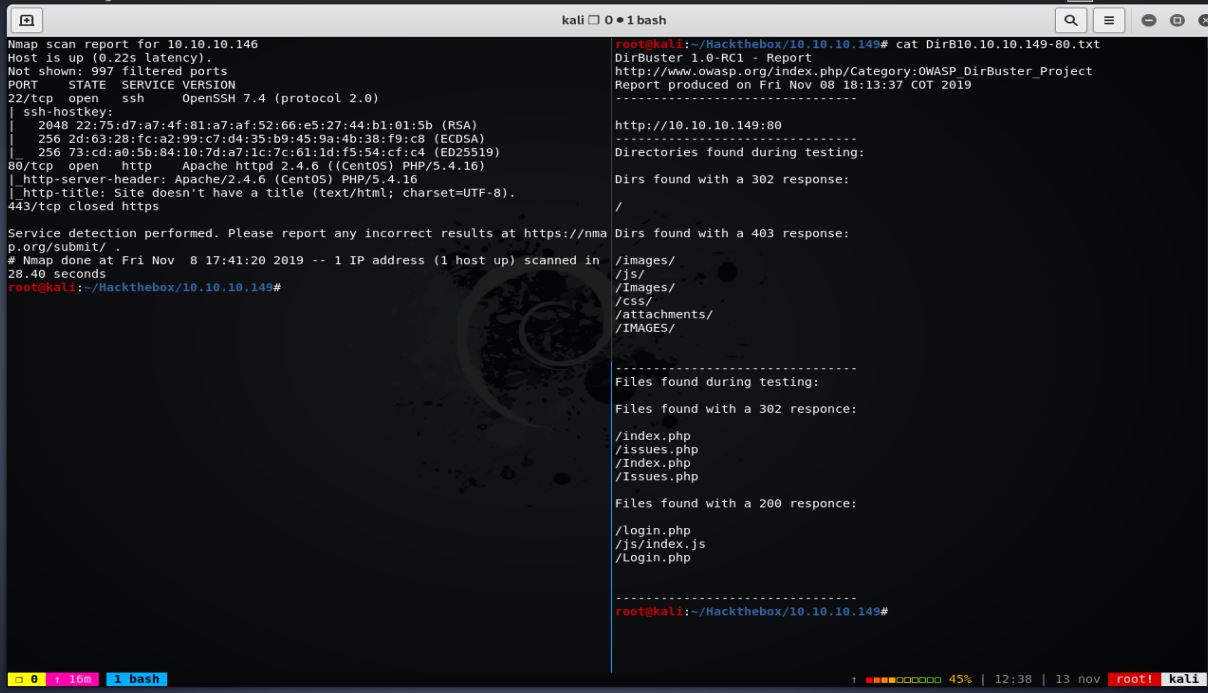 kali ❐ 0 ● 1 bash
Nmap scan report for 10.10.10.146
Host is up (0.22s latency).
Not shown: 997 filtered ports
PORT    STATE  SERVICE VERSION
22/tcp  open   ssh     OpenSSH 7.4 (protocol 2.0)
| ssh-hostkey:
|   2048 22:75:d7:a7:4f:81:a7:af:52:66:e5:27:44:b1:01:5b (RSA)
|   256 2d:63:28:fc:a2:99:c7:d4:35:b9:45:9a:4b:38:f9:c8 (ECDSA)
|_  256 73:cd:a0:5b:84:10:7d:a7:1c:7c:61:1d:f5:54:cf:c4 (ED25519)
80/tcp  open   http    Apache httpd 2.4.6 ((CentOS) PHP/5.4.16)
|_http-server-header: Apache/2.4.6 (CentOS) PHP/5.4.16
|_http-title: Site doesn't have a title (text/html; charset=UTF-8).
443/tcp closed https
Service detection performed. Please report any incorrect results at https://nma
p.org/submit/ .
# Nmap done at Fri Nov  8 17:41:20 2019 -- 1 IP address (1 host up) scanned in
28.40 seconds
root@kali:~/Hackthebox/10.10.10.149#
root@kali:~/Hackthebox/10.10.10.149# cat DirB10.10.10.149-80.txt
DirBuster 1.0-RC1 - Report
http://www.owasp.org/index.php/Category:OWASP_DirBuster_Project
Report produced on Fri Nov 08 18:13:37 COT 2019
--------------------------------
http://10.10.10.149:80
--------------------------------
Directories found during testing:
Dirs found with a 302 response:
/
Dirs found with a 403 response:
/images/
/js/
/Images/
/css/
/attachments/
/IMAGES/
--------------------------------
Files found during testing:
Files found with a 302 responce:
/index.php
/issues.php
/Index.php
/Issues.php
Files found with a 200 responce:
/login.php
/js/index.js
/Login.php
--------------------------------
root@kali:~/Hackthebox/10.10.10.149#
❐ 0 ↑ 16m 1 bash ↑ 45% | 12:38 | 13 nov root! kali